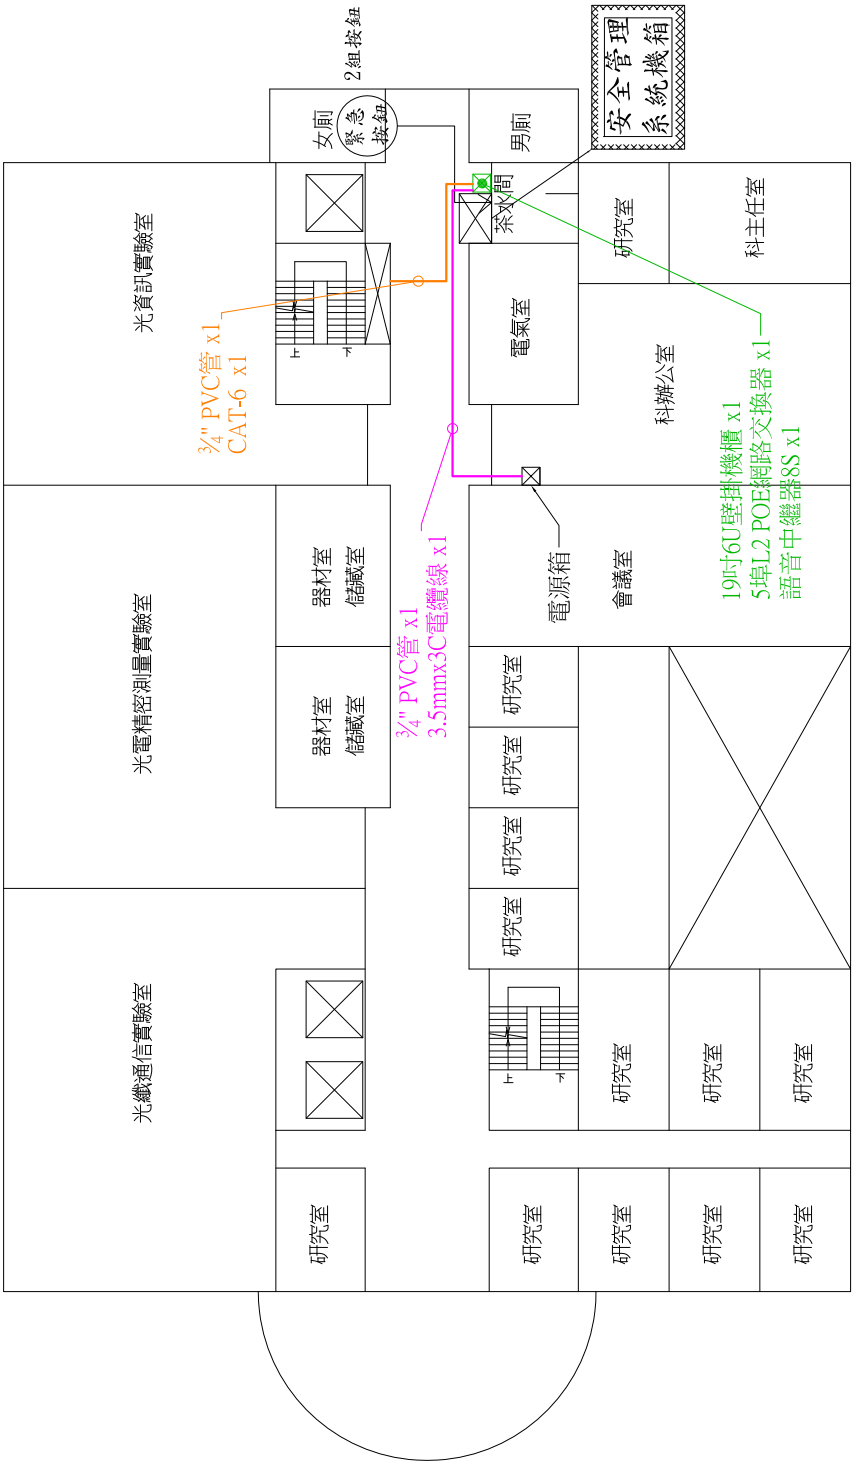 2組按鈕
女廁
緊急
按鈕
男廁
安全管理
系統機箱
茶水間
研究室
科主任室
光資訊實驗室
上
下
電氣室
科辦公室
3/4" PVC管 x1
CAT-6 x1
19吋6U壁掛機櫃 x1
5埠L2 POE網路交換器 x1
語音中繼器8S x1
器材室
儲藏室
電源箱
會議室
3/4" PVC管 x1
3.5mmx3C電纜線 x1
光電精密測量實驗室
器材室
儲藏室
研究室
研究室
研究室
研究室
光纖通信實驗室
上
下
研究室
研究室
研究室
研究室
研究室
研究室
研究室
研究室